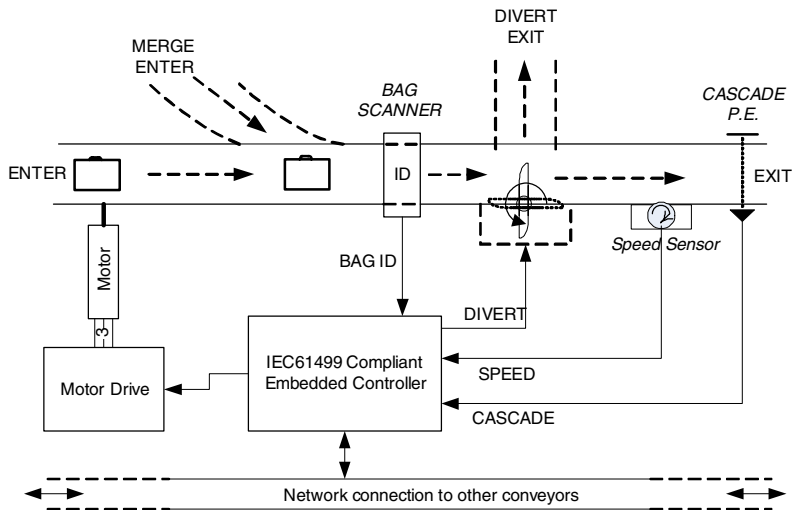 DIVERT
EXIT
MERGE
ENTER
BAG
SCANNER
CASCADE
P.E.
ENTER
ID
EXIT
Speed Sensor
Motor
BAG ID
DIVERT
3
IEC61499 Compliant
Embedded Controller
SPEED
Motor Drive
CASCADE
Network connection to other conveyors